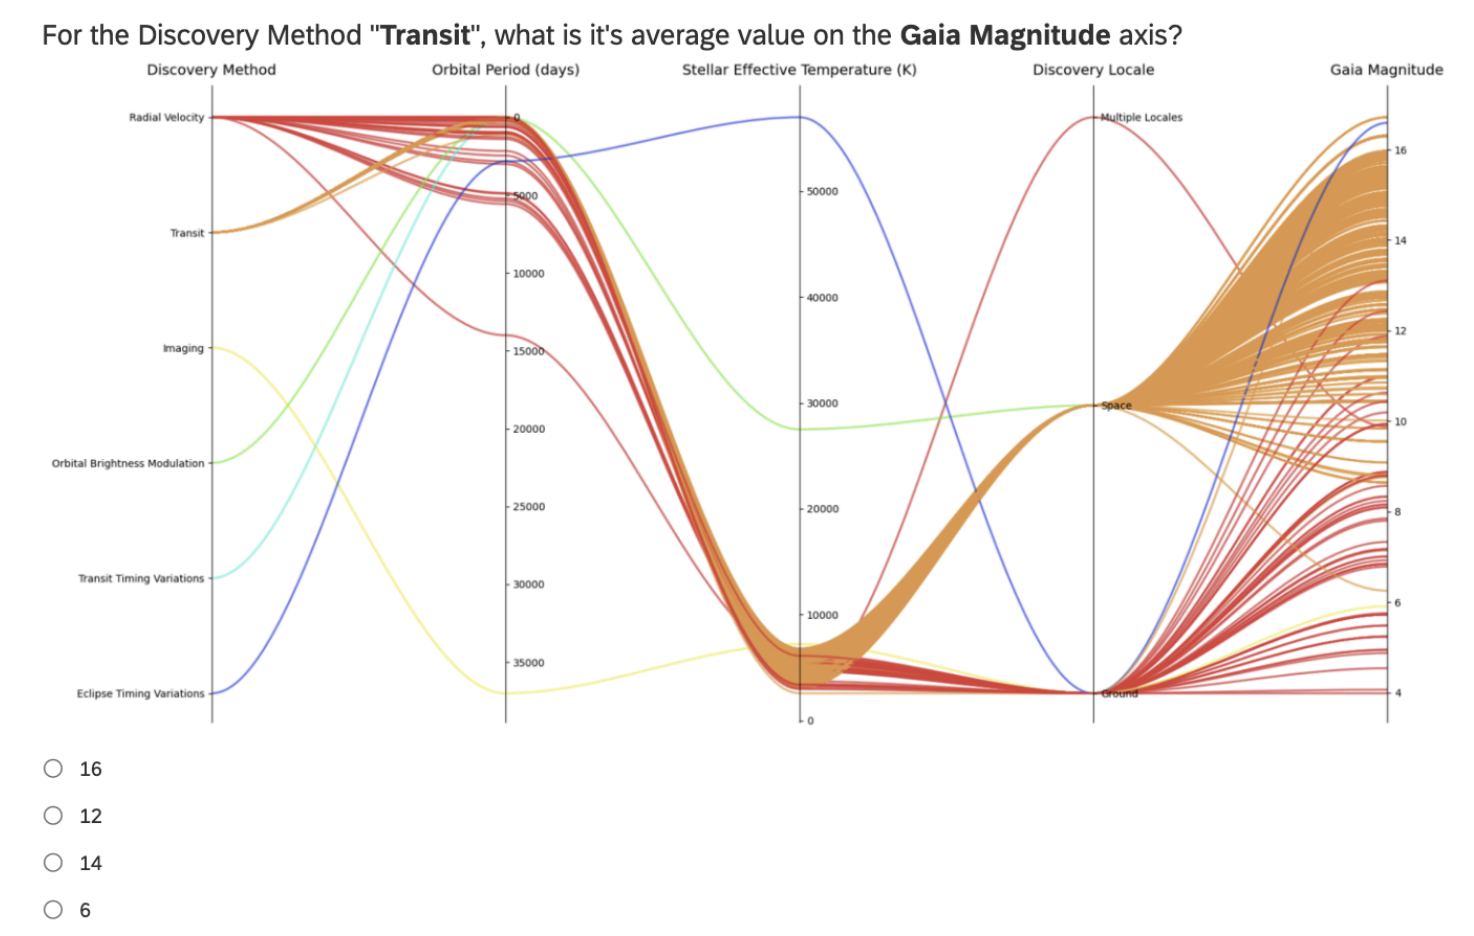 For the Discovery Method "Transit", what is it's average value on the Gaia Magnitude axis?
Discovery Method
Orbital Period (days)
Stellar Effective Temperature (K)
Discovery Locale
Gaia Magnitude
Radial Velocity
Transit
Imaging
Orbital Brightness Modulation
Transit Timing Variations
Eclipse Timing Variations
0
5000
10000
15000
20000
25000
30000
35000
50000
40000
30000
20000
10000
0
Multiple Locales
Space
Ground
16
14
12
10
8
6
4
16
12
14
6